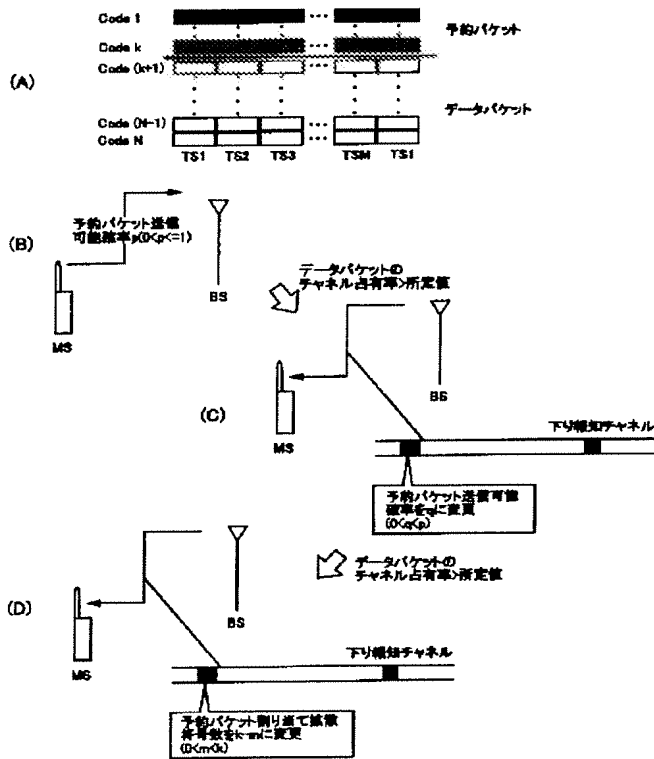 (A)
Code 1
予約パケット
Code k
Code (k+1)
データパケット
Code (N-1)
Code N
TS1 TS2 TS3 TSM TS1
(B)
予約パケット送信
可能確率p(0<p<=1)
BS
MS
データパケットの
チャネル占有率>所定値
(C)
BS
MS
下り報知チャネル
予約パケット送信可能
確率をqに変更
(0<q<p)
データパケットの
チャネル占有率>所定値
(D)
BS
MS
下り報知チャネル
予約パケット割り当て拡散
符号数をk-mに変更
(0<m<k)